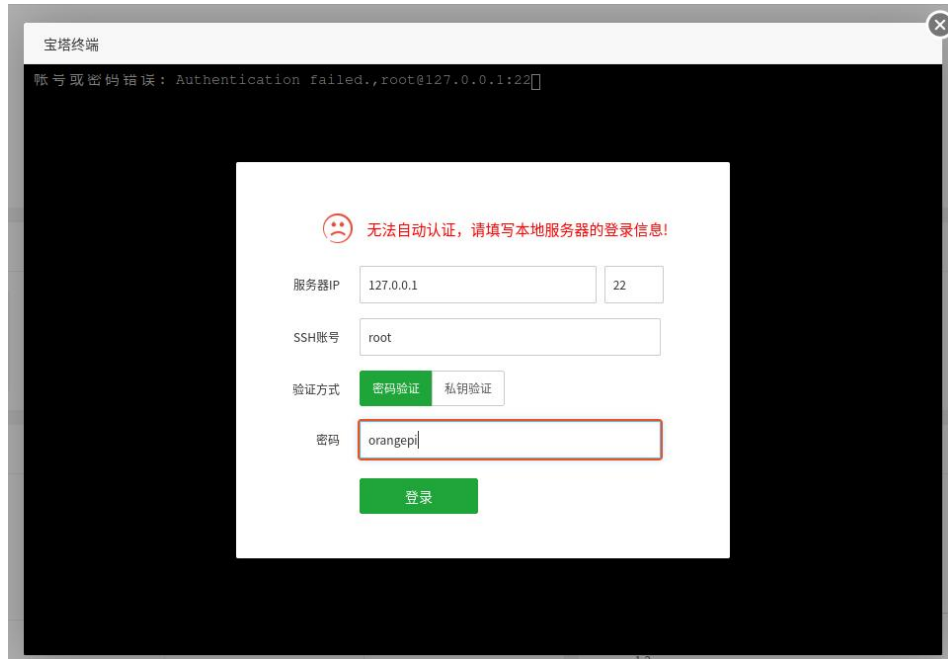 宝塔终端
账号或密码错误：Authentication failed.,root@127.0.0.1:22
无法自动认证，请填写本地服务器的登录信息!
服务器IP 127.0.0.1 22
SSH账号 root
验证方式 密码验证 私钥验证
密码 orangepi
登录